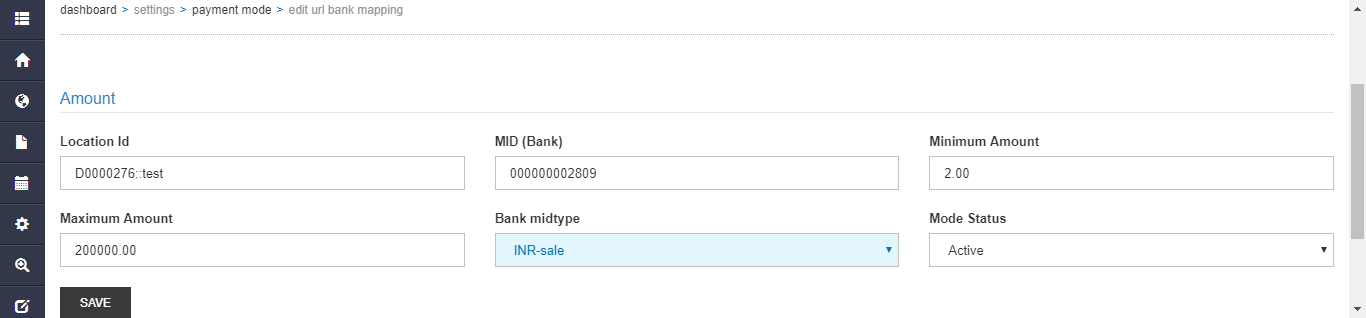 dashboard > settings > payment mode > edit url bank mapping
Amount
Location Id MID (Bank) Minimum Amount
D0000276::test 000000002809 2.00
Maximum Amount Bank midtype Mode Status
200000.00 INR-sale Active
SAVE